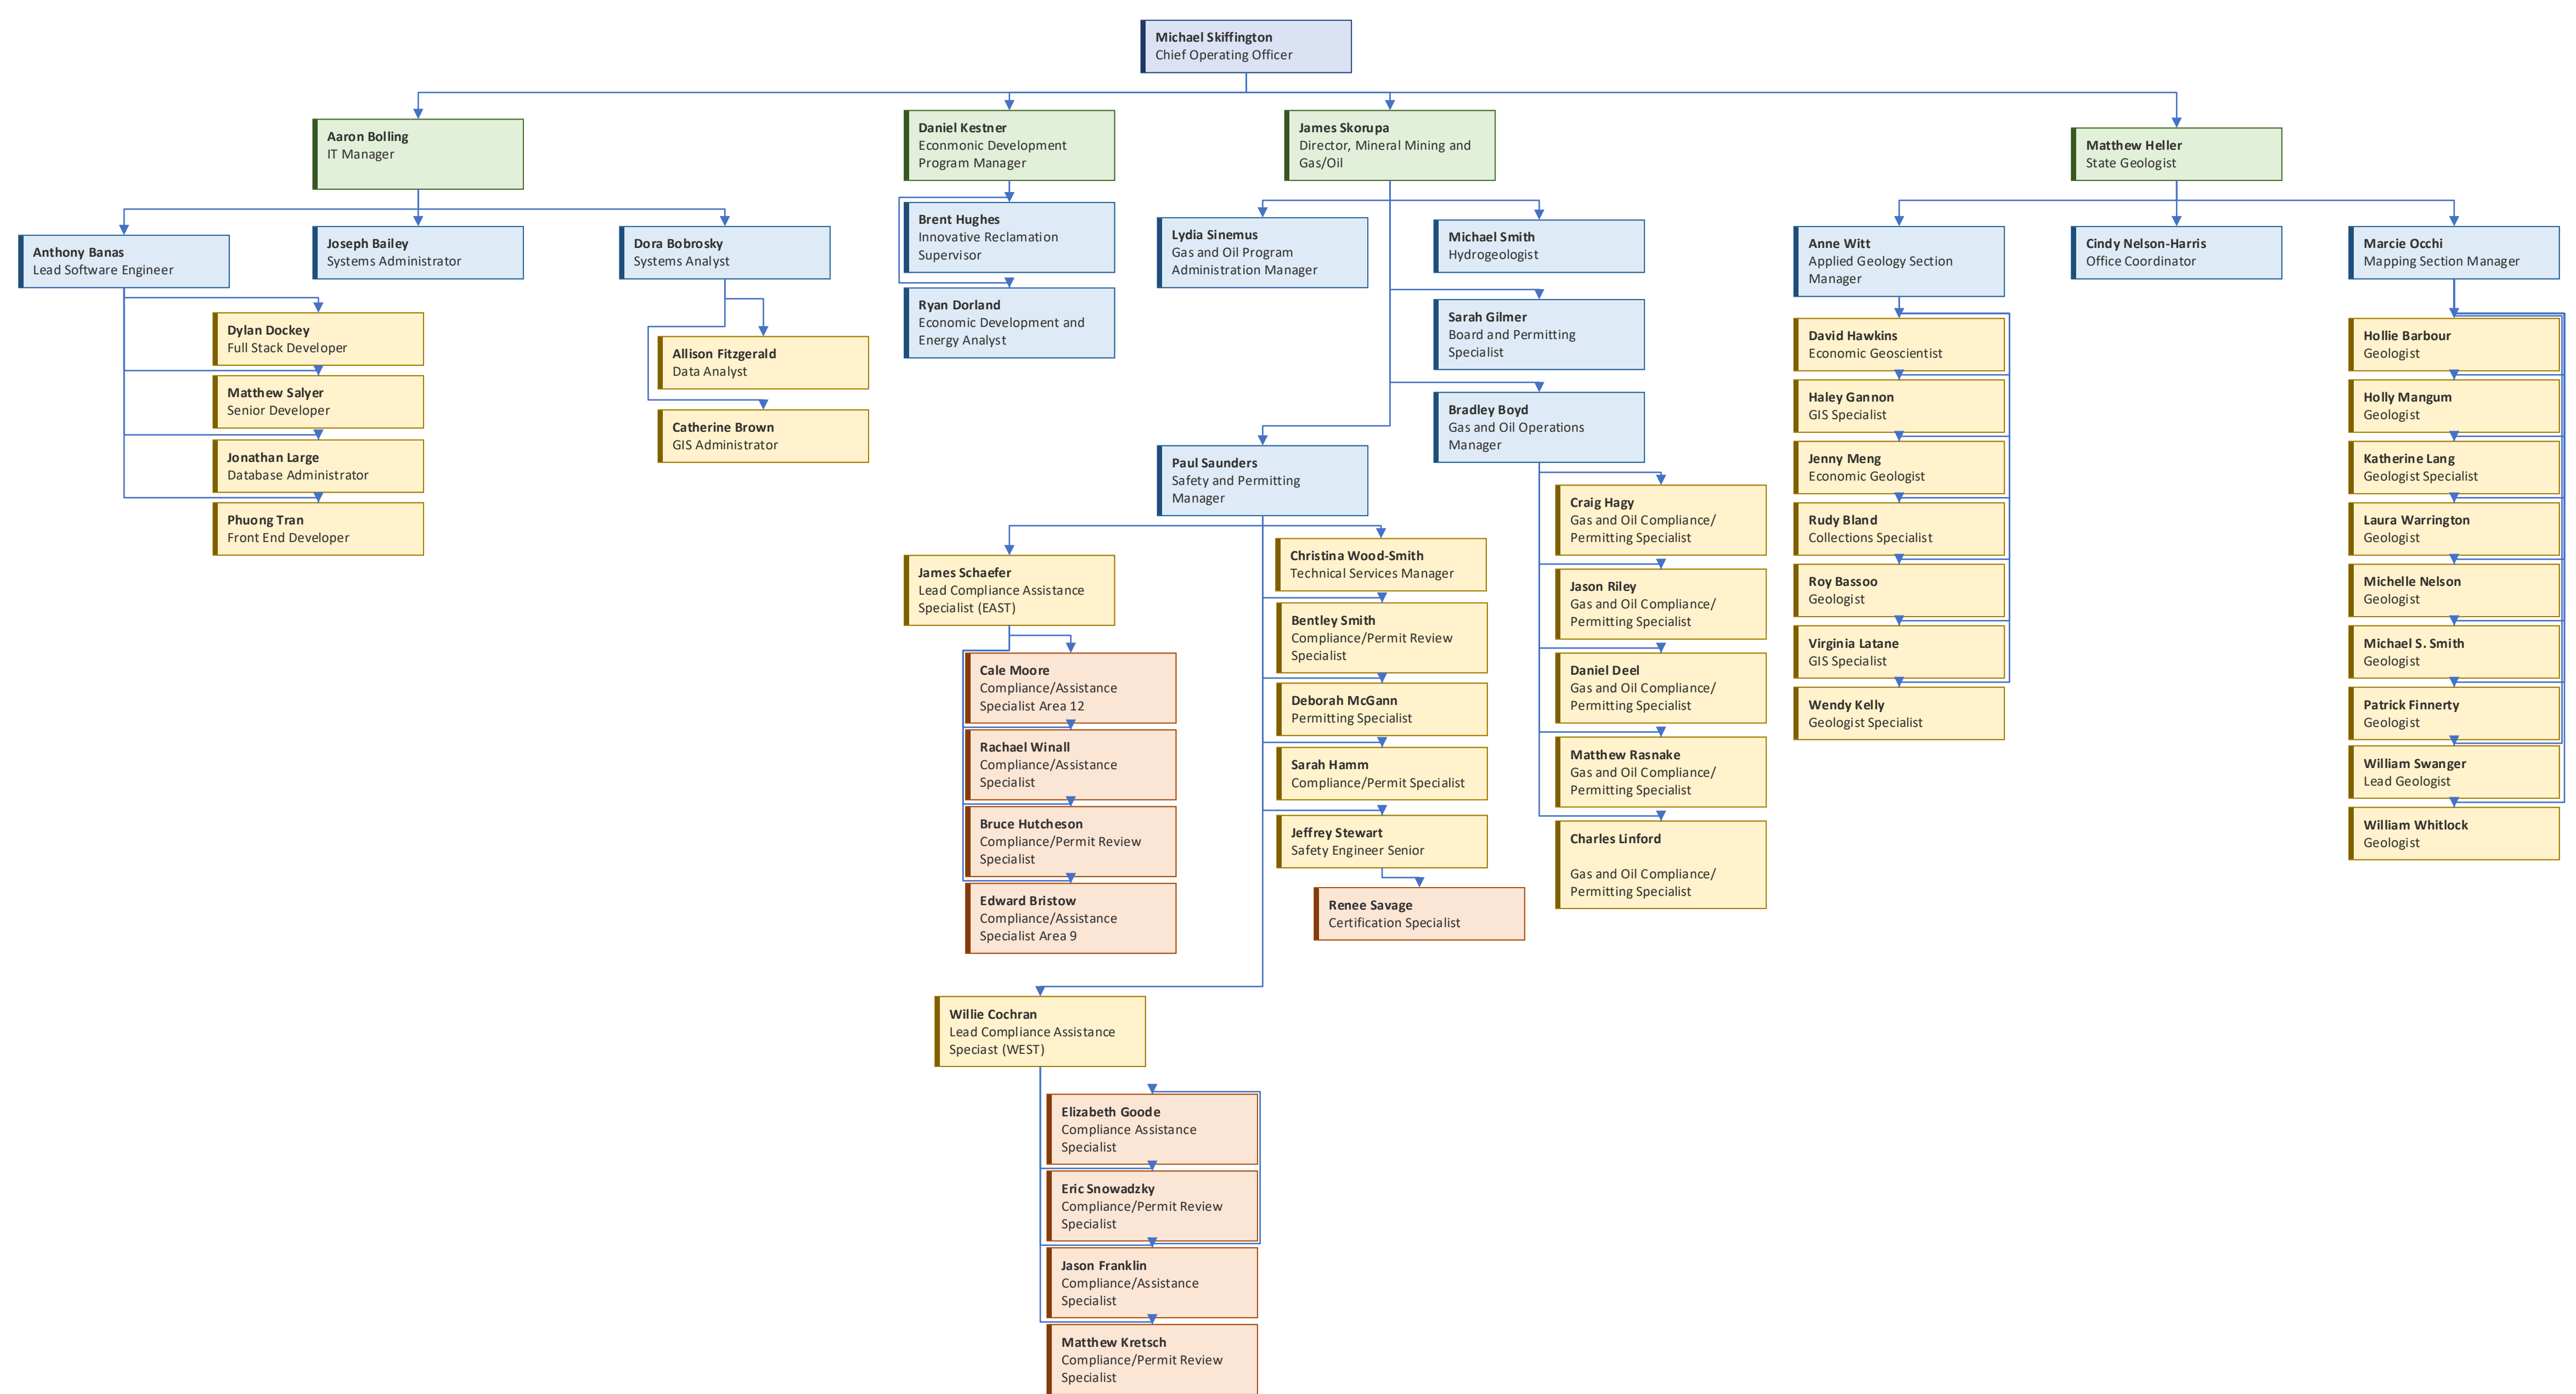 Michael Skiffington
Chief Operating Officer
Aaron Bolling
IT Manager
Daniel Kestner
Econmonic Development
Program Manager
James Skorupa
Director, Mineral Mining and
Gas/Oil
Matthew Heller
State Geologist
Anthony Banas
Lead Software Engineer
Joseph Bailey
Systems Administrator
Dora Bobrosky
Systems Analyst
Dylan Dockey
Full Stack Developer
Matthew Salyer
Senior Developer
Jonathan Large
Database Administrator
Phuong Tran
Front End Developer
Allison Fitzgerald
Data Analyst
Catherine Brown
GIS Administrator
Brent Hughes
Innovative Reclamation
Supervisor
Ryan Dorland
Economic Development and
Energy Analyst
Lydia Sinemus
Gas and Oil Program
Administration Manager
Michael Smith
Hydrogeologist
Sarah Gilmer
Board and Permitting
Specialist
Bradley Boyd
Gas and Oil Operations
Manager
Paul Saunders
Safety and Permitting
Manager
James Schaefer
Lead Compliance Assistance
Specialist (EAST)
Cale Moore
Compliance/Assistance
Specialist Area 12
Rachael Winall
Compliance/Assistance
Specialist
Bruce Hutcheson
Compliance/Permit Review
Specialist
Edward Bristow
Compliance/Assistance
Specialist Area 9
Christina Wood-Smith
Technical Services Manager
Bentley Smith
Compliance/Permit Review
Specialist
Deborah McGann
Permitting Specialist
Sarah Hamm
Compliance/Permit Specialist
Jeffrey Stewart
Safety Engineer Senior
Renee Savage
Certification Specialist
Craig Hagy
Gas and Oil Compliance/
Permitting Specialist
Jason Riley
Gas and Oil Compliance/
Permitting Specialist
Daniel Deel
Gas and Oil Compliance/
Permitting Specialist
Matthew Rasnake
Gas and Oil Compliance/
Permitting Specialist
Charles Linford
Gas and Oil Compliance/
Permitting Specialist
Willie Cochran
Lead Compliance Assistance
Speciast (WEST)
Elizabeth Goode
Compliance Assistance
Specialist
Eric Snowadzky
Compliance/Permit Review
Specialist
Jason Franklin
Compliance/Assistance
Specialist
Matthew Kretsch
Compliance/Permit Review
Specialist
Anne Witt
Applied Geology Section
Manager
Cindy Nelson-Harris
Office Coordinator
Marcie Occhi
Mapping Section Manager
David Hawkins
Economic Geoscientist
Haley Gannon
GIS Specialist
Jenny Meng
Economic Geologist
Rudy Bland
Collections Specialist
Roy Bassoo
Geologist
Virginia Latane
GIS Specialist
Wendy Kelly
Geologist Specialist
Hollie Barbour
Geologist
Holly Mangum
Geologist
Katherine Lang
Geologist Specialist
Laura Warrington
Geologist
Michelle Nelson
Geologist
Michael S. Smith
Geologist
Patrick Finnerty
Geologist
William Swanger
Lead Geologist
William Whitlock
Geologist